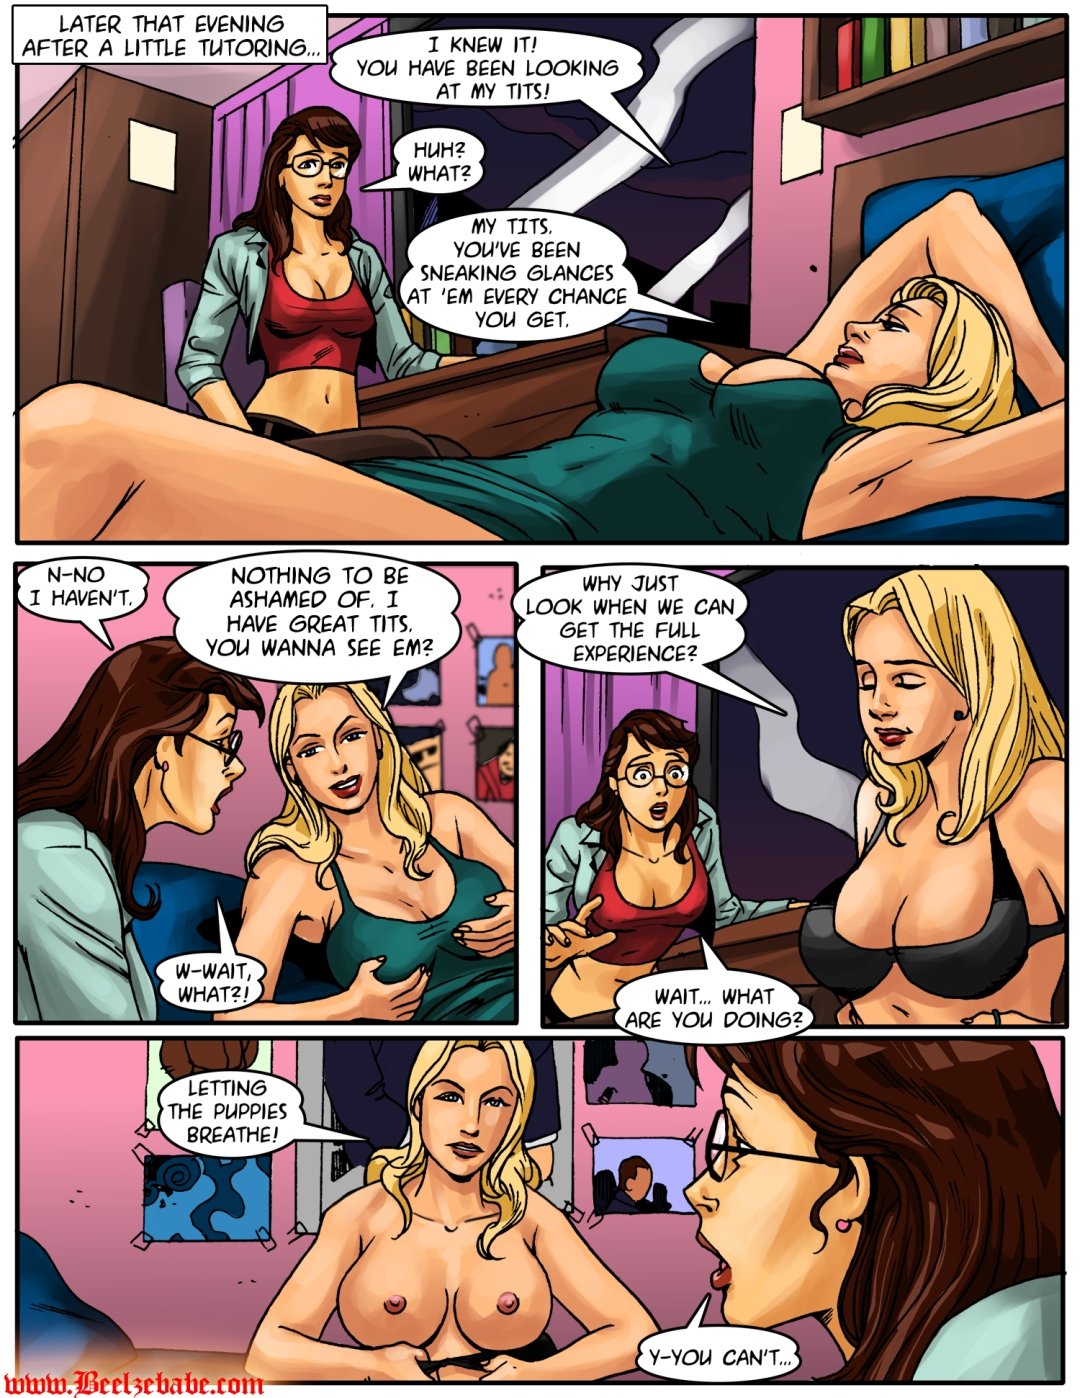 LATER THAT EVENING
AFTER A LITTLE TUTORING...
I KNEW IT!
YOU HAVE BEEN LOOKING
AT MY TITS!
HUH?
WHAT?
MY TITS.
YOU'VE BEEN
SNEAKING GLANCES
AT 'EM EVERY CHANCE
YOU GET.
N-NO
I HAVEN'T.
NOTHING TO BE
ASHAMED OF. I
HAVE GREAT TITS.
YOU WANNA SEE EM?
W-WAIT,
WHAT?!
WHY JUST
LOOK WHEN WE CAN
GET THE FULL
EXPERIENCE?
WAIT... WHAT
ARE YOU DOING?
LETTING
THE PUPPIES
BREATHE!
Y-YOU CAN'T...
www.Beelzebabe.com